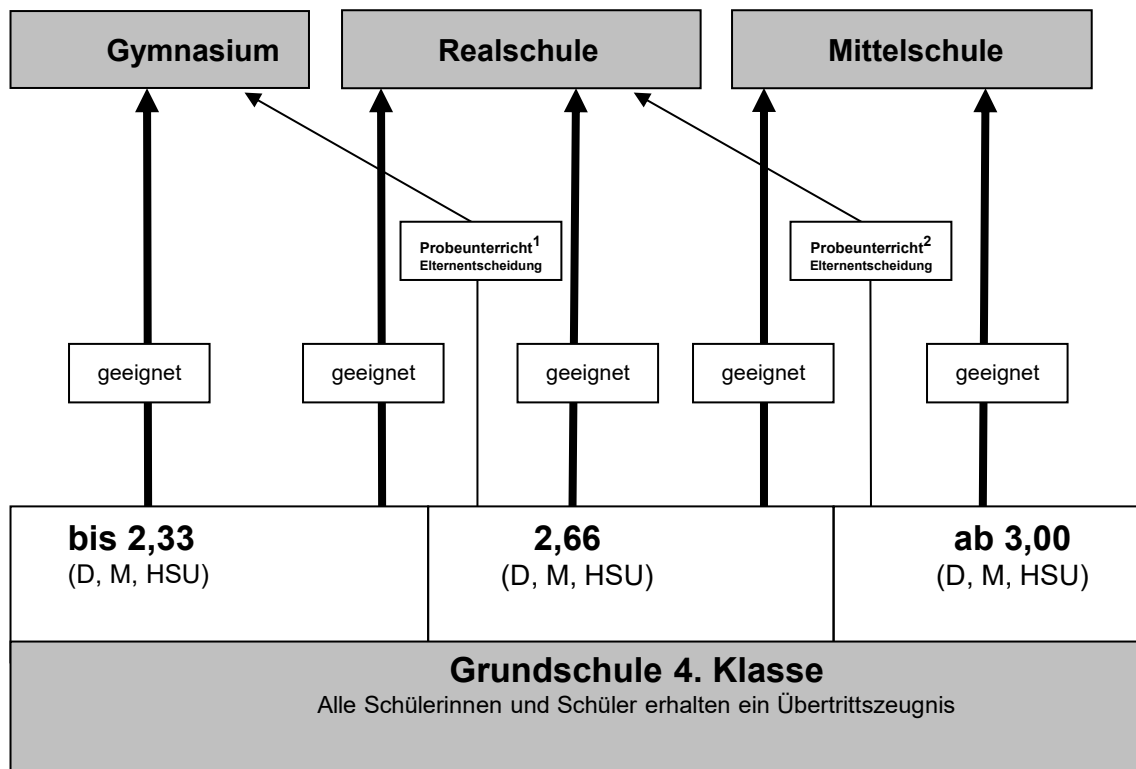 Gymnasium
Realschule
Mittelschule
Probeunterricht1
Elternentscheidung
Probeunterricht2
Elternentscheidung
geeignet
geeignet
geeignet
geeignet
geeignet
bis 2,33
(D, M, HSU)
2,66
(D, M, HSU)
ab 3,00
(D, M, HSU)
Grundschule 4. Klasse
Alle Schülerinnen und Schüler erhalten ein Übertrittszeugnis